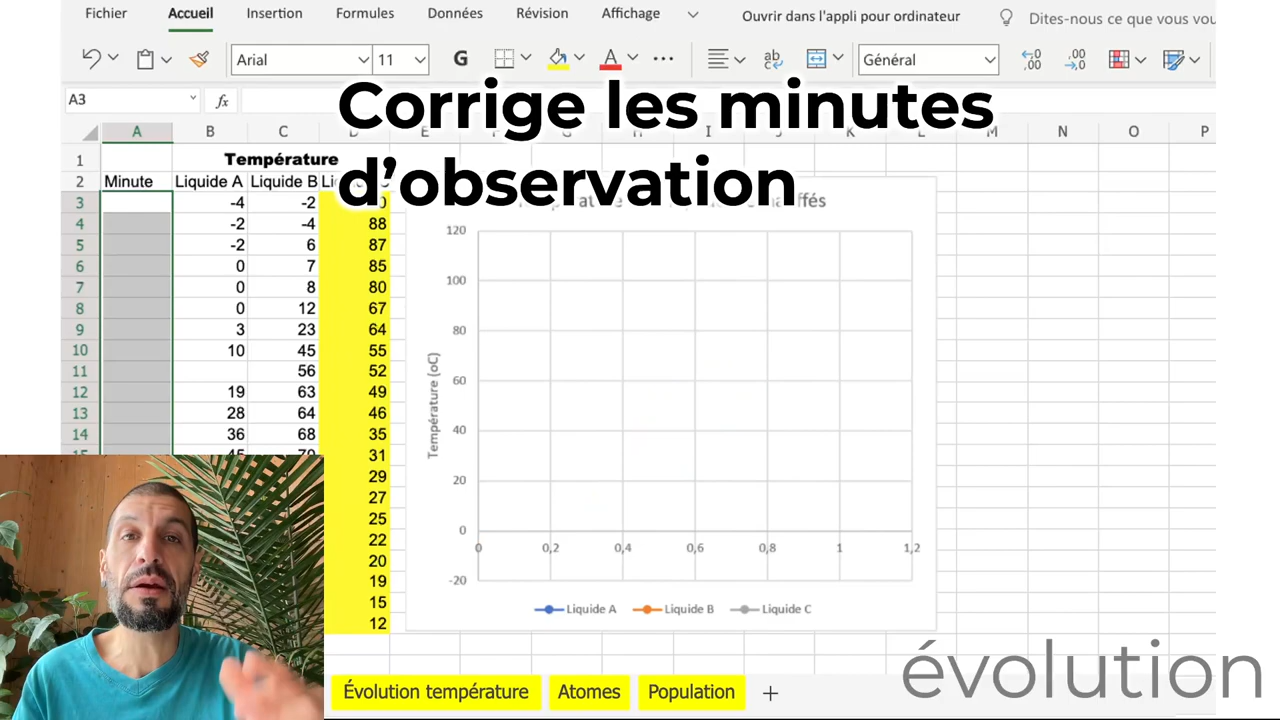 Fichier Accueil Insertion Formules Données Révision Affichage Ouvrir dans l'appli pour ordinateur Dites-nous ce que vous vou
Arial 11 G Général
A3 fx
Corrige les minutes
d'observation
A B C D E G I K L M N O P
1 Température
2 Minute Liquide A Liquide B
3 -4 -2
4 -2 -4 88
5 -2 6 87
6 0 7 85
7 0 8 80
8 0 12 67
9 3 23 64
10 10 45 55
11 56 52
12 19 63 49
13 28 64 46
14 36 68 35
31
29
27
25
22
20
19
15
12
120
100
80
60
40
20
0
-20
Température (oC)
0 0,2 0,4 0,6 0,8 1 1,2
Liquide A Liquide B Liquide C
évolution
Évolution température Atomes Population +